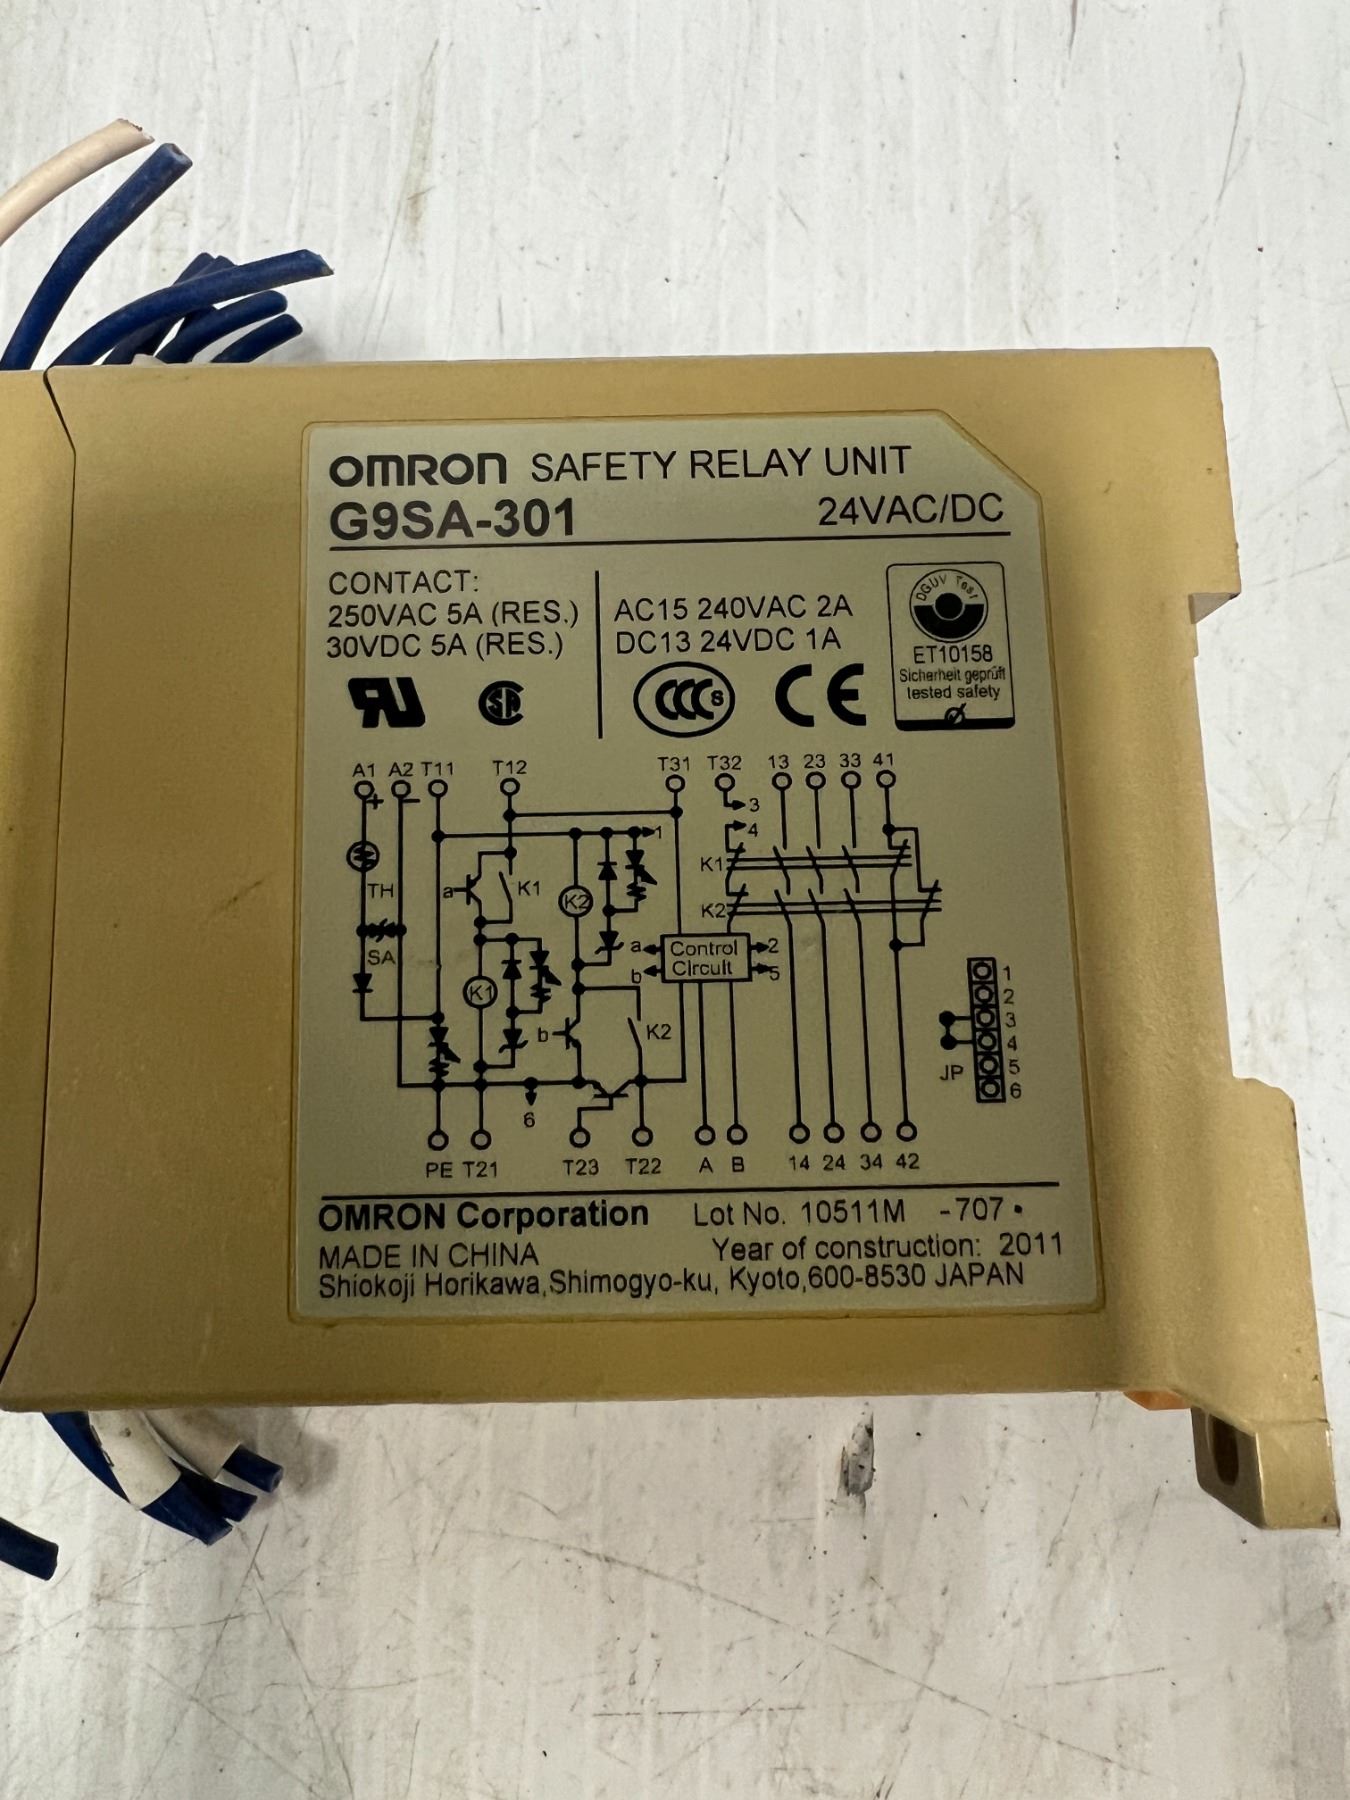 OMRON SAFETY RELAY UNIT
G9SA-301 24VAC/DC
CONTACT:
250VAC 5A (RES.)
30VDC 5A (RES.)
AC15 240VAC 2A
DC13 24VDC 1A
DGUV Test
ET10158
Sicherheit geprüft
tested safety
CCC S
CE
A1 A2 T11 T12 T31 T32 13 23 33 41
+ −
3
1
4
K1
TH a K1 K2
K2
SA a Control 2
b Circuit 5
K1
1
2
b K2 3
4
JP 5
6
6
PE T21 T23 T22 A B 14 24 34 42
OMRON Corporation Lot No. 10511M -707•
MADE IN CHINA Year of construction: 2011
Shiokoji Horikawa,Shimogyo-ku, Kyoto,600-8530 JAPAN